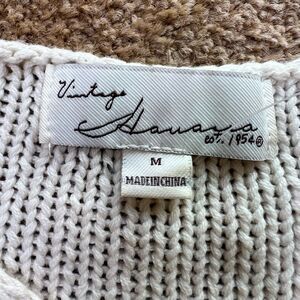 Vintage
Havana
est. 1954®
M
MADE IN CHINA